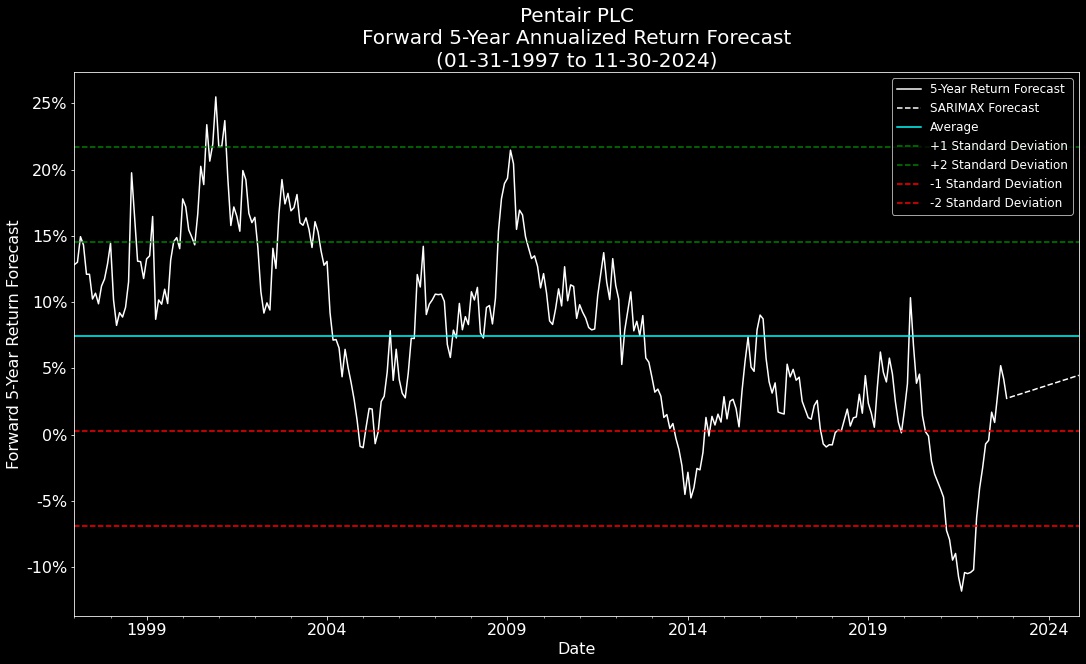 Pentair PLC
Forward 5-Year Annualized Return Forecast
(01-31-1997 to 11-30-2024)
5-Year Return Forecast
SARIMAX Forecast
Average
+1 Standard Deviation
+2 Standard Deviation
-1 Standard Deviation
-2 Standard Deviation
Forward 5-Year Return Forecast
25%
20%
15%
10%
5%
0%
-5%
-10%
1999
2004
2009
2014
2019
2024
Date